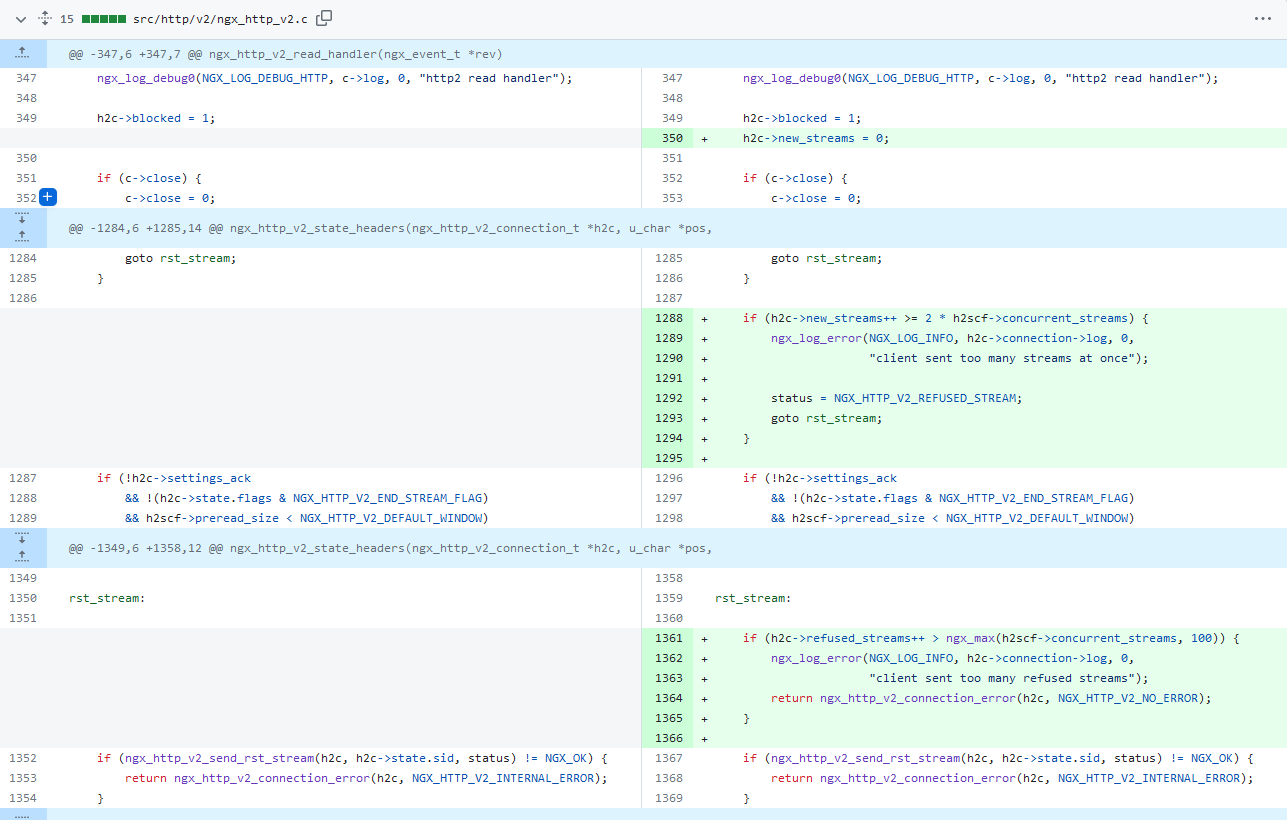 15 src/http/v2/ngx_http_v2.c
@@ -347,6 +347,7 @@ ngx_http_v2_read_handler(ngx_event_t *rev)
347 ngx_log_debug0(NGX_LOG_DEBUG_HTTP, c->log, 0, "http2 read handler"); 347 ngx_log_debug0(NGX_LOG_DEBUG_HTTP, c->log, 0, "http2 read handler");
348 348
349 h2c->blocked = 1; 349 h2c->blocked = 1;
350 + h2c->new_streams = 0;
350 351
351 if (c->close) { 352 if (c->close) {
352 + c->close = 0; 353 c->close = 0;
@@ -1284,6 +1285,14 @@ ngx_http_v2_state_headers(ngx_http_v2_connection_t *h2c, u_char *pos,
1284 goto rst_stream; 1285 goto rst_stream;
1285 } 1286 }
1286 1287
1288 + if (h2c->new_streams++ >= 2 * h2scf->concurrent_streams) {
1289 + ngx_log_error(NGX_LOG_INFO, h2c->connection->log, 0,
1290 + "client sent too many streams at once");
1291 +
1292 + status = NGX_HTTP_V2_REFUSED_STREAM;
1293 + goto rst_stream;
1294 + }
1295 +
1287 if (!h2c->settings_ack 1296 if (!h2c->settings_ack
1288 && !(h2c->state.flags & NGX_HTTP_V2_END_STREAM_FLAG) 1297 && !(h2c->state.flags & NGX_HTTP_V2_END_STREAM_FLAG)
1289 && h2scf->preread_size < NGX_HTTP_V2_DEFAULT_WINDOW) 1298 && h2scf->preread_size < NGX_HTTP_V2_DEFAULT_WINDOW)
@@ -1349,6 +1358,12 @@ ngx_http_v2_state_headers(ngx_http_v2_connection_t *h2c, u_char *pos,
1349 1358
1350 rst_stream: 1359 rst_stream:
1351 1360
1361 + if (h2c->refused_streams++ > ngx_max(h2scf->concurrent_streams, 100)) {
1362 + ngx_log_error(NGX_LOG_INFO, h2c->connection->log, 0,
1363 + "client sent too many refused streams");
1364 + return ngx_http_v2_connection_error(h2c, NGX_HTTP_V2_NO_ERROR);
1365 + }
1366 +
1352 if (ngx_http_v2_send_rst_stream(h2c, h2c->state.sid, status) != NGX_OK) { 1367 if (ngx_http_v2_send_rst_stream(h2c, h2c->state.sid, status) != NGX_OK) {
1353 return ngx_http_v2_connection_error(h2c, NGX_HTTP_V2_INTERNAL_ERROR); 1368 return ngx_http_v2_connection_error(h2c, NGX_HTTP_V2_INTERNAL_ERROR);
1354 } 1369 }